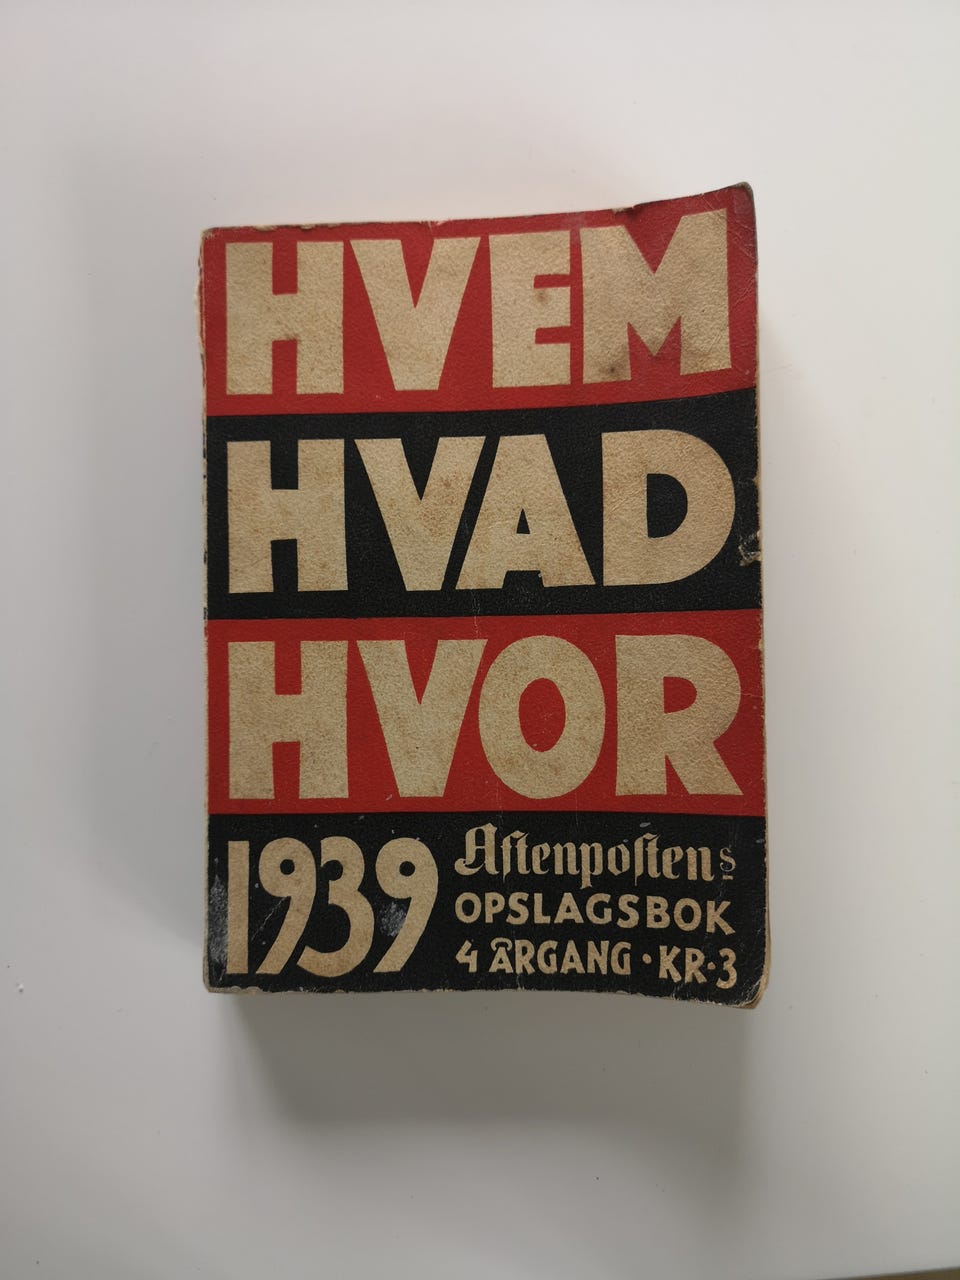 HVEM
HVAD
HVOR
1939
Aftenpostens
OPSLAGSBOK
4 ÅRGANG · KR·3